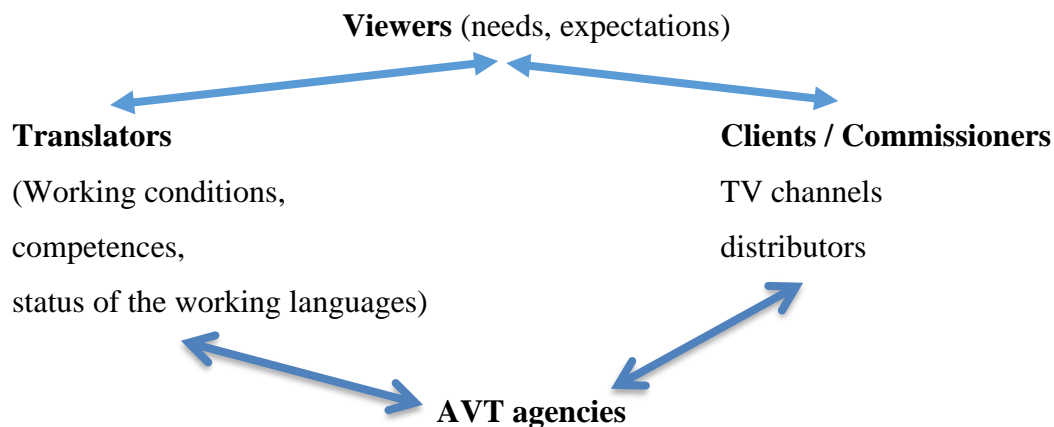 Viewers (needs, expectations)
Translators
(Working conditions,
competences,
status of the working languages)
Clients / Commissioners
TV channels
distributors
AVT agencies